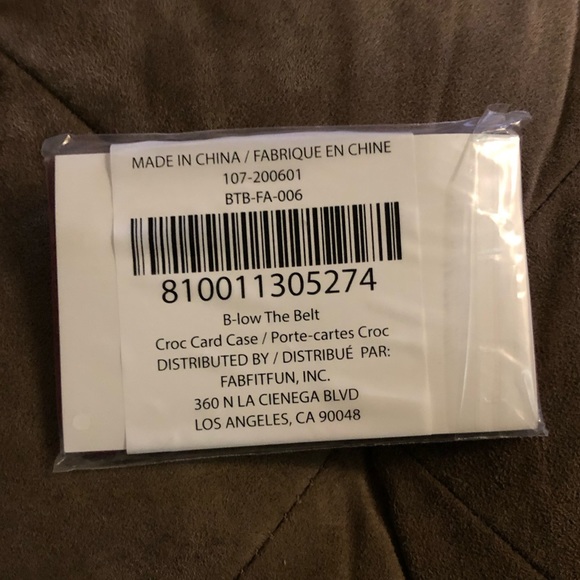 MADE IN CHINA / FABRIQUE EN CHINE
107-200601
BTB-FA-006
810011305274
B-low The Belt
Croc Card Case / Porte-cartes Croc
DISTRIBUTED BY / DISTRIBUÉ PAR:
FABFITFUN, INC.
360 N LA CIENEGA BLVD
LOS ANGELES, CA 90048